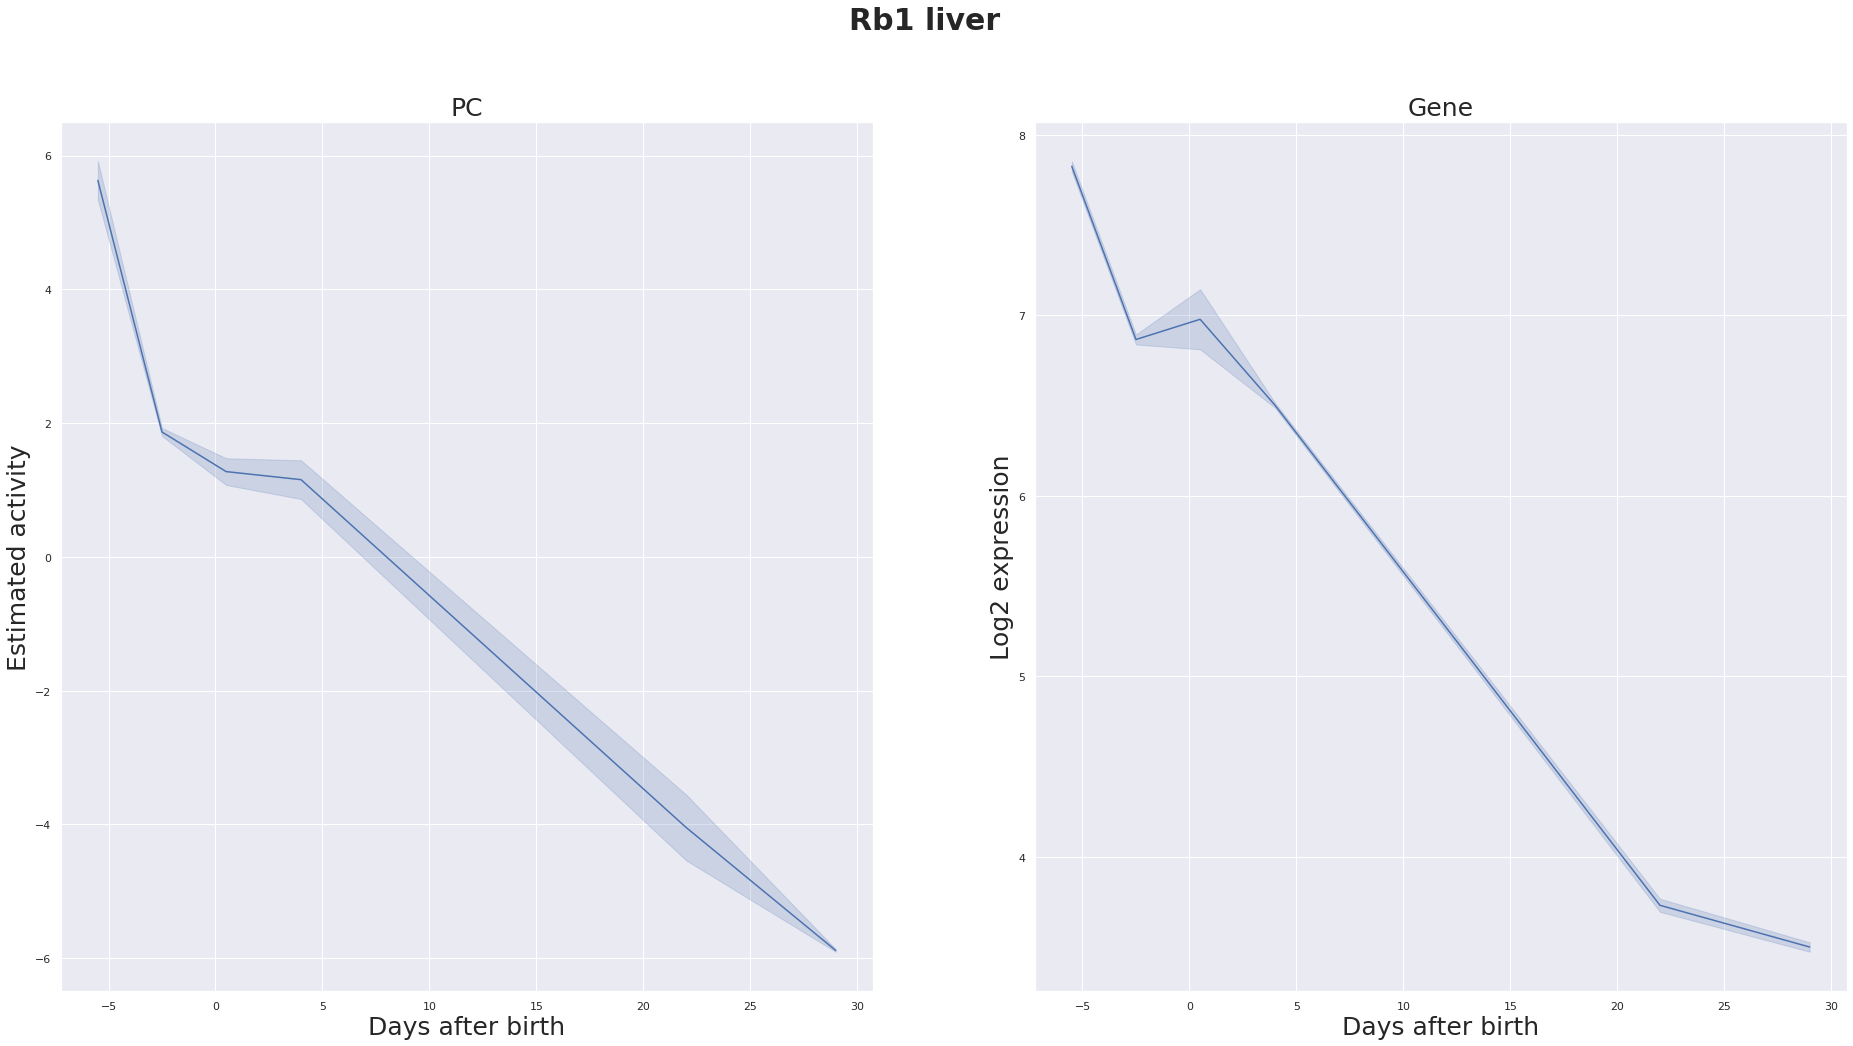 Rb1 liver
PC
Estimated activity
6
4
2
0
−2
−4
−6
−5 0 5 10 15 20 25 30
Days after birth
Gene
Log2 expression
8
7
6
5
4
−5 0 5 10 15 20 25 30
Days after birth